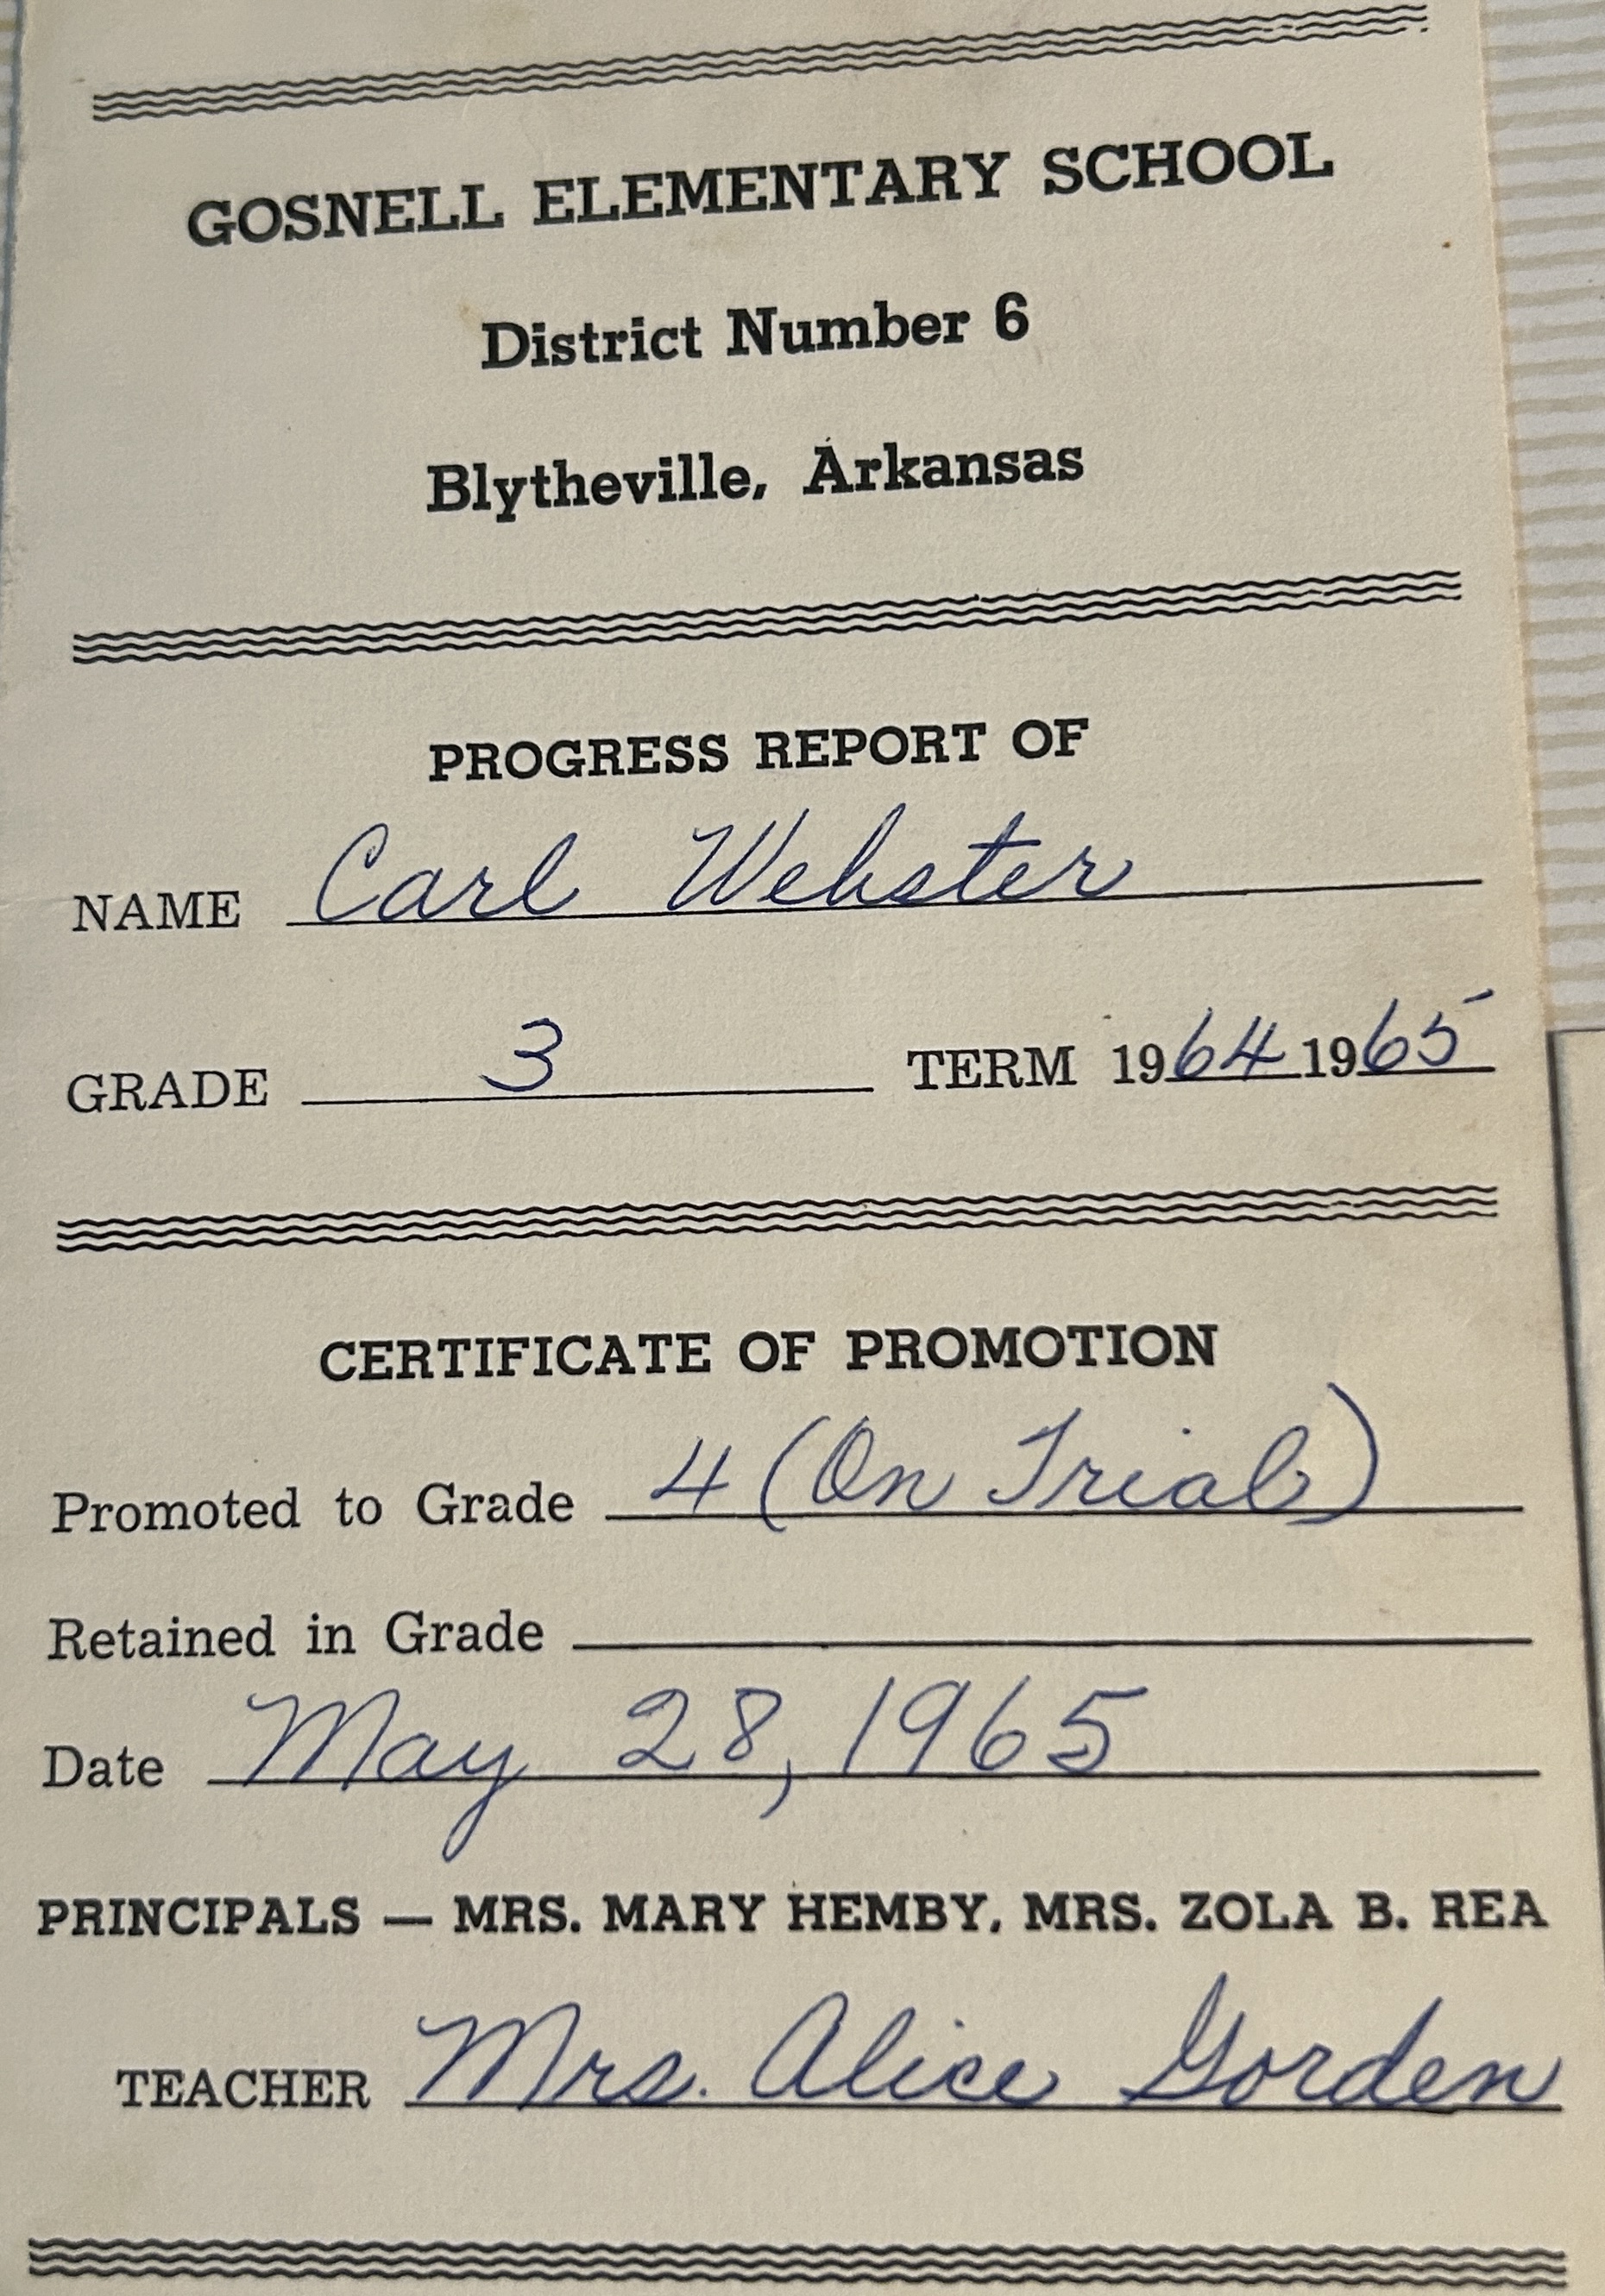 GOSNELL ELEMENTARY SCHOOL
District Number 6
Blytheville, Arkansas
PROGRESS REPORT OF
NAME Carl Webster
GRADE 3 TERM 1964 1965
CERTIFICATE OF PROMOTION
Promoted to Grade 4 (On Trial)
Retained in Grade
Date May 28, 1965
PRINCIPALS — MRS. MARY HEMBY, MRS. ZOLA B. REA
TEACHER Mrs. Alice Gorden